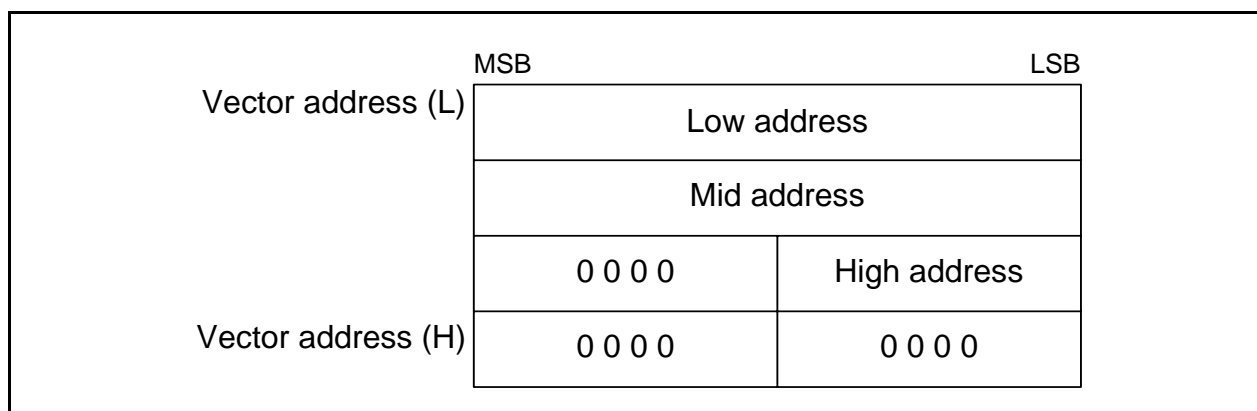 MSB LSB
Vector address (L) Low address
Mid address
0 0 0 0 High address
Vector address (H) 0 0 0 0 0 0 0 0